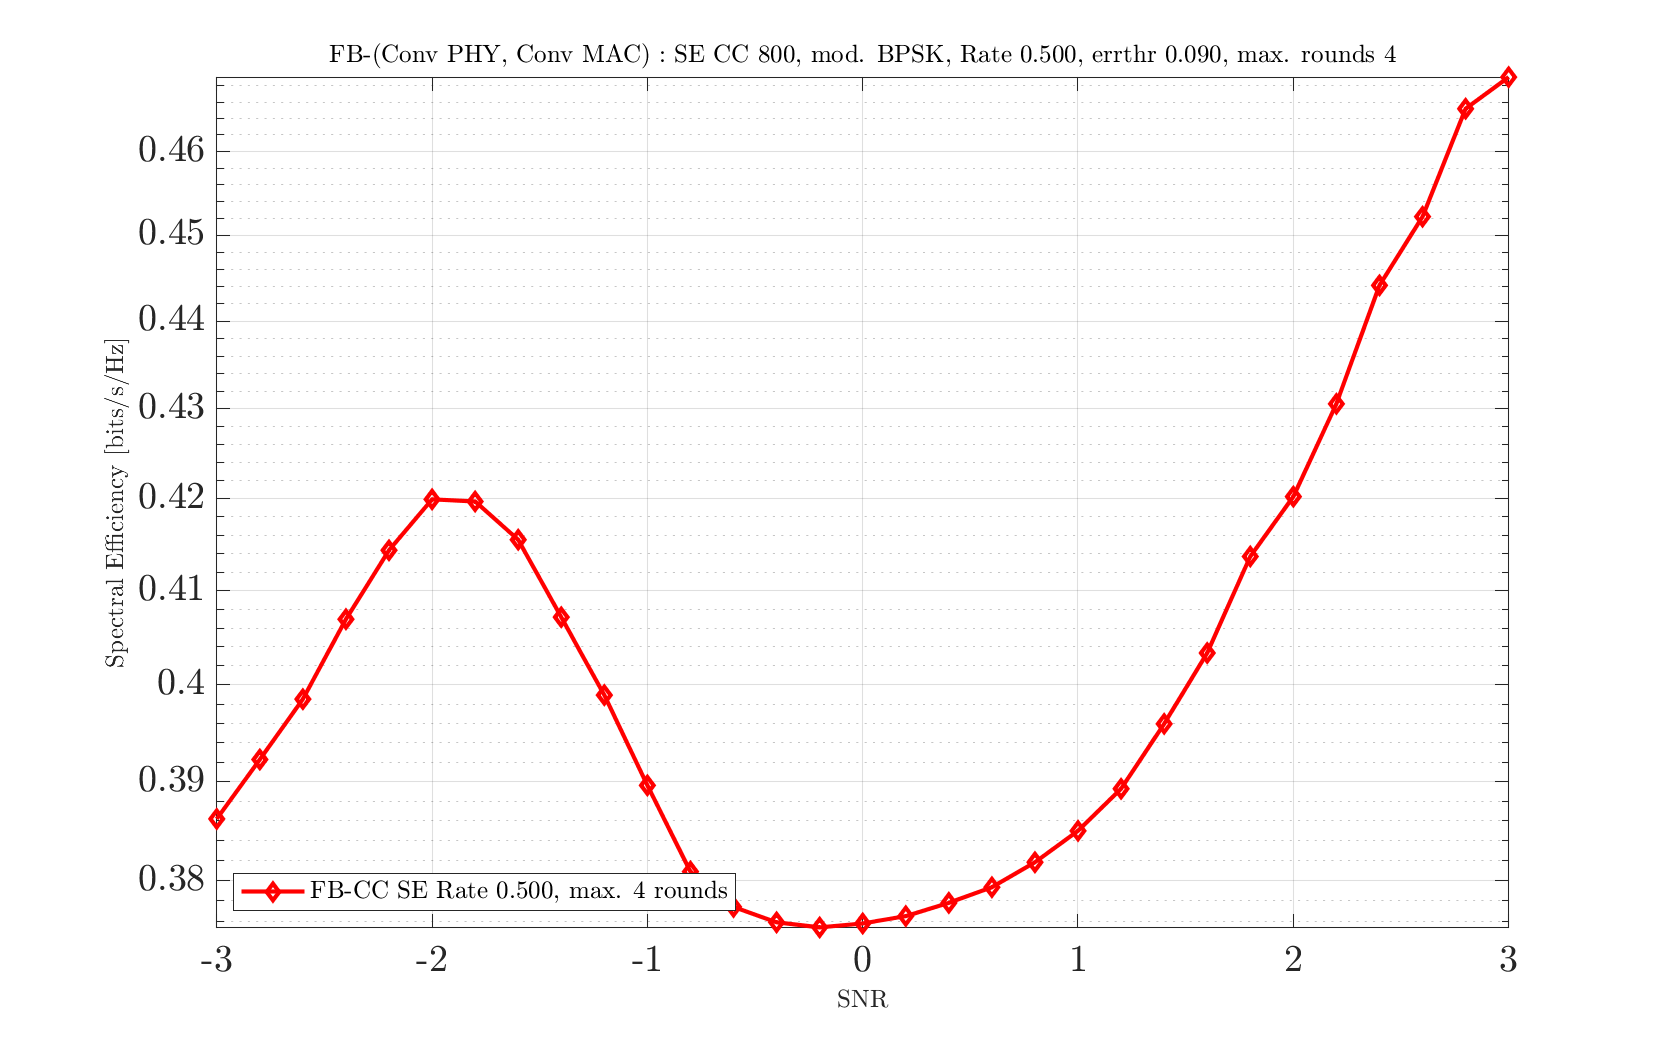 FB-(Conv PHY, Conv MAC) : SE CC 800, mod. BPSK, Rate 0.500, errthr 0.090, max. rounds 4
0.46
0.45
0.44
0.43
0.42
0.41
0.4
0.39
0.38
Spectral Efficiency [bits/s/Hz]
FB-CC SE Rate 0.500, max. 4 rounds
-3 -2 -1 0 1 2 3
SNR